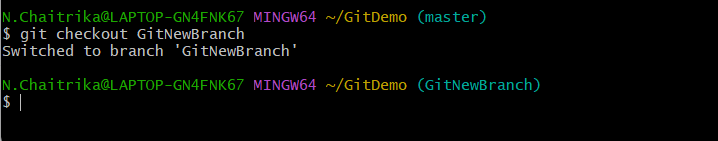 N.Chaitrika@LAPTOP-GN4FNK67 MINGW64 ~/GitDemo (master)
$ git checkout GitNewBranch
Switched to branch 'GitNewBranch'
N.Chaitrika@LAPTOP-GN4FNK67 MINGW64 ~/GitDemo (GitNewBranch)
$